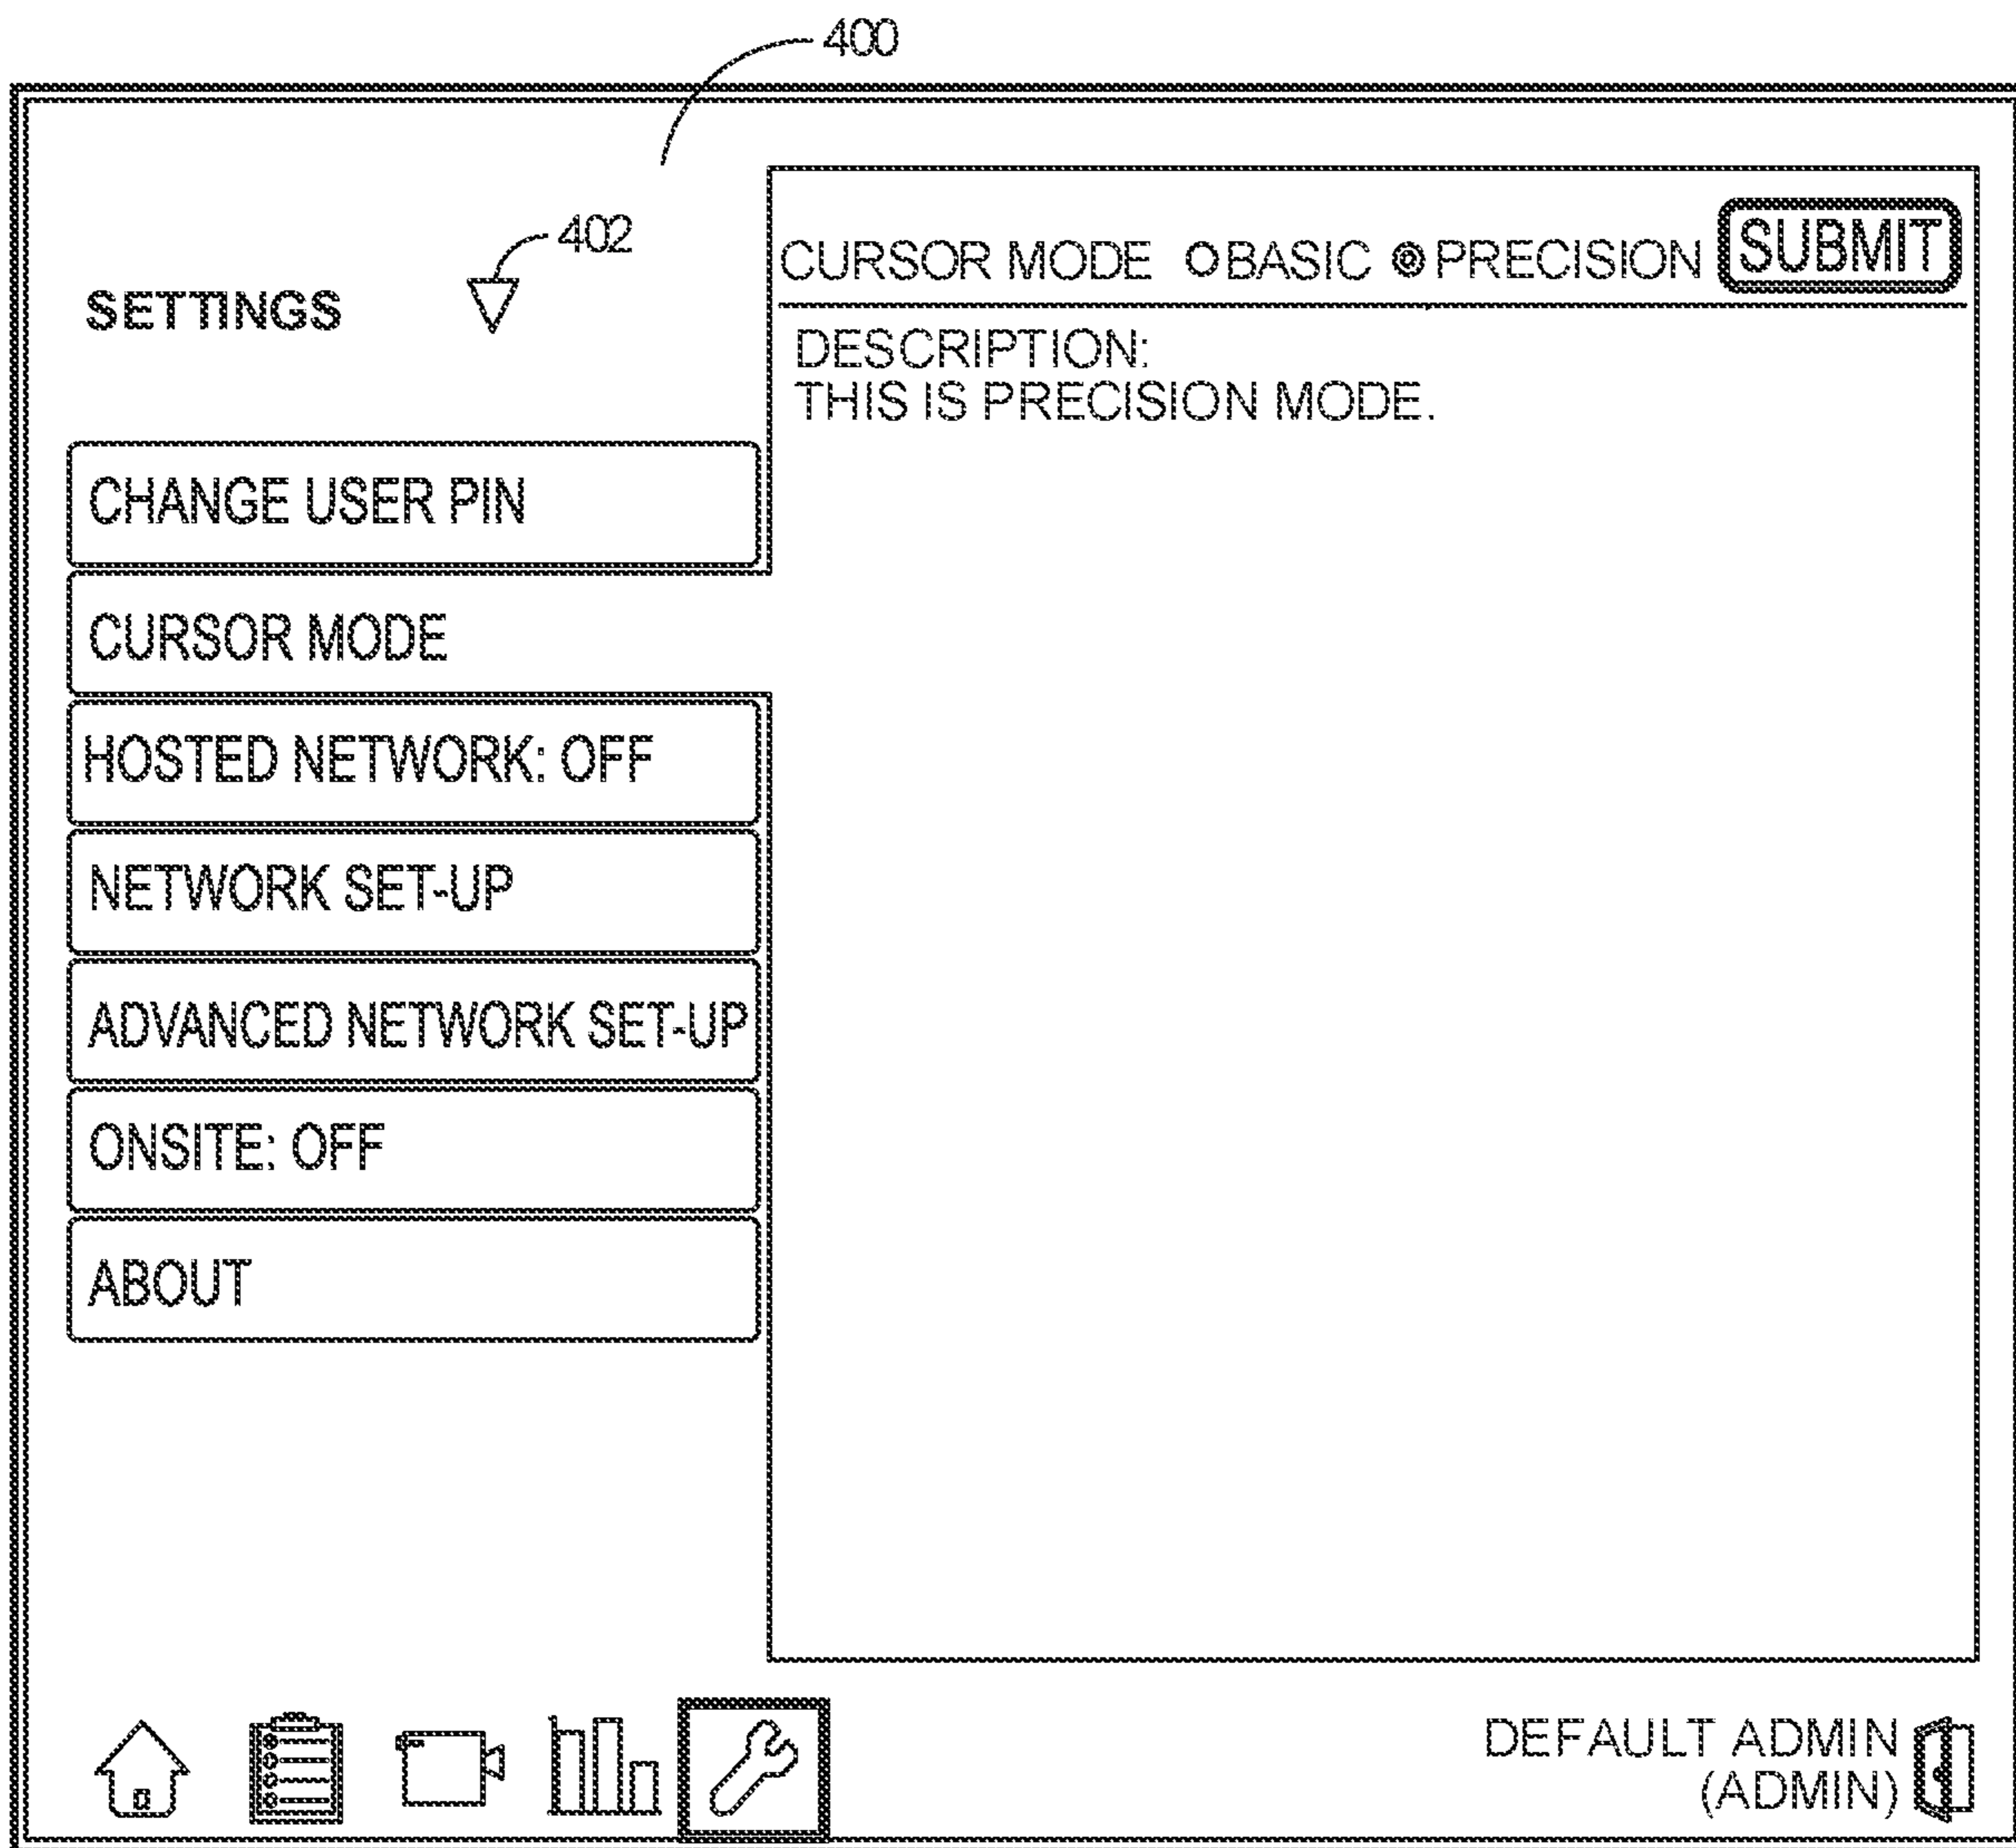 400
402
SETTINGS
CHANGE USER PIN
CURSOR MODE
HOSTED NETWORK: OFF
NETWORK SET-UP
ADVANCED NETWORK SET-UP
ONSITE: OFF
ABOUT
CURSOR MODE BASIC PRECISION SUBMIT
DESCRIPTION:
THIS IS PRECISION MODE.
DEFAULT ADMIN
(ADMIN)